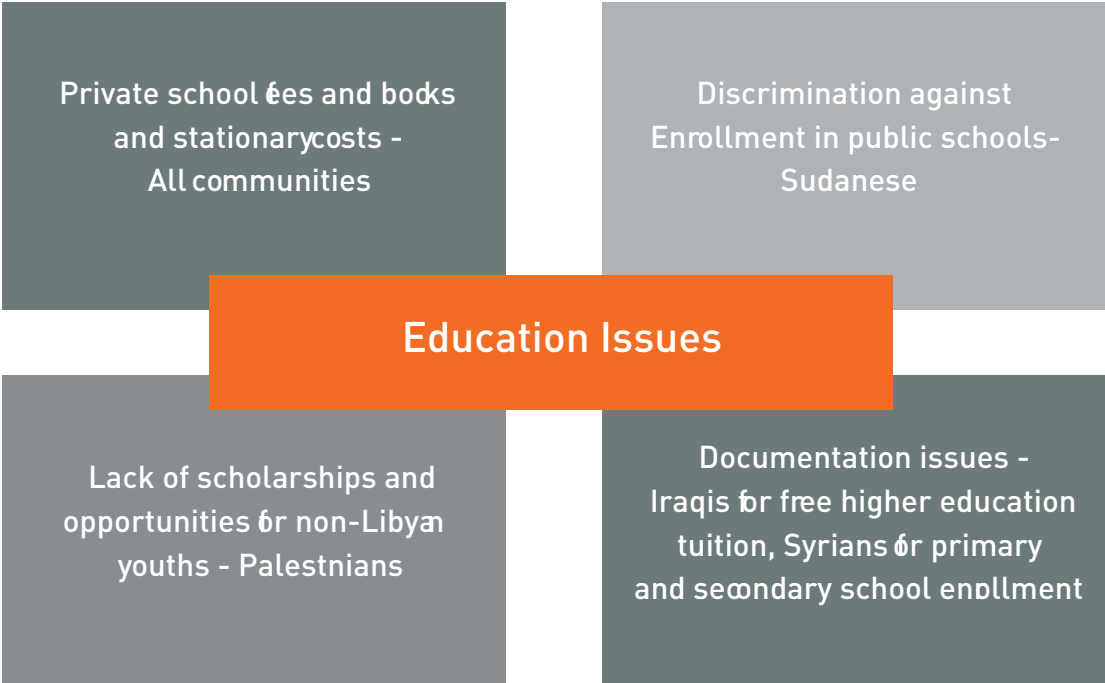 Private school fees and books
and stationary costs -
All communities
Discrimination against
Enrollment in public schools-
Sudanese
Education Issues
Lack of scholarships and
opportunities for non-Libyan
youths - Palestnians
Documentation issues -
Iraqis for free higher education
tuition, Syrians for primary
and secondary school enrollment